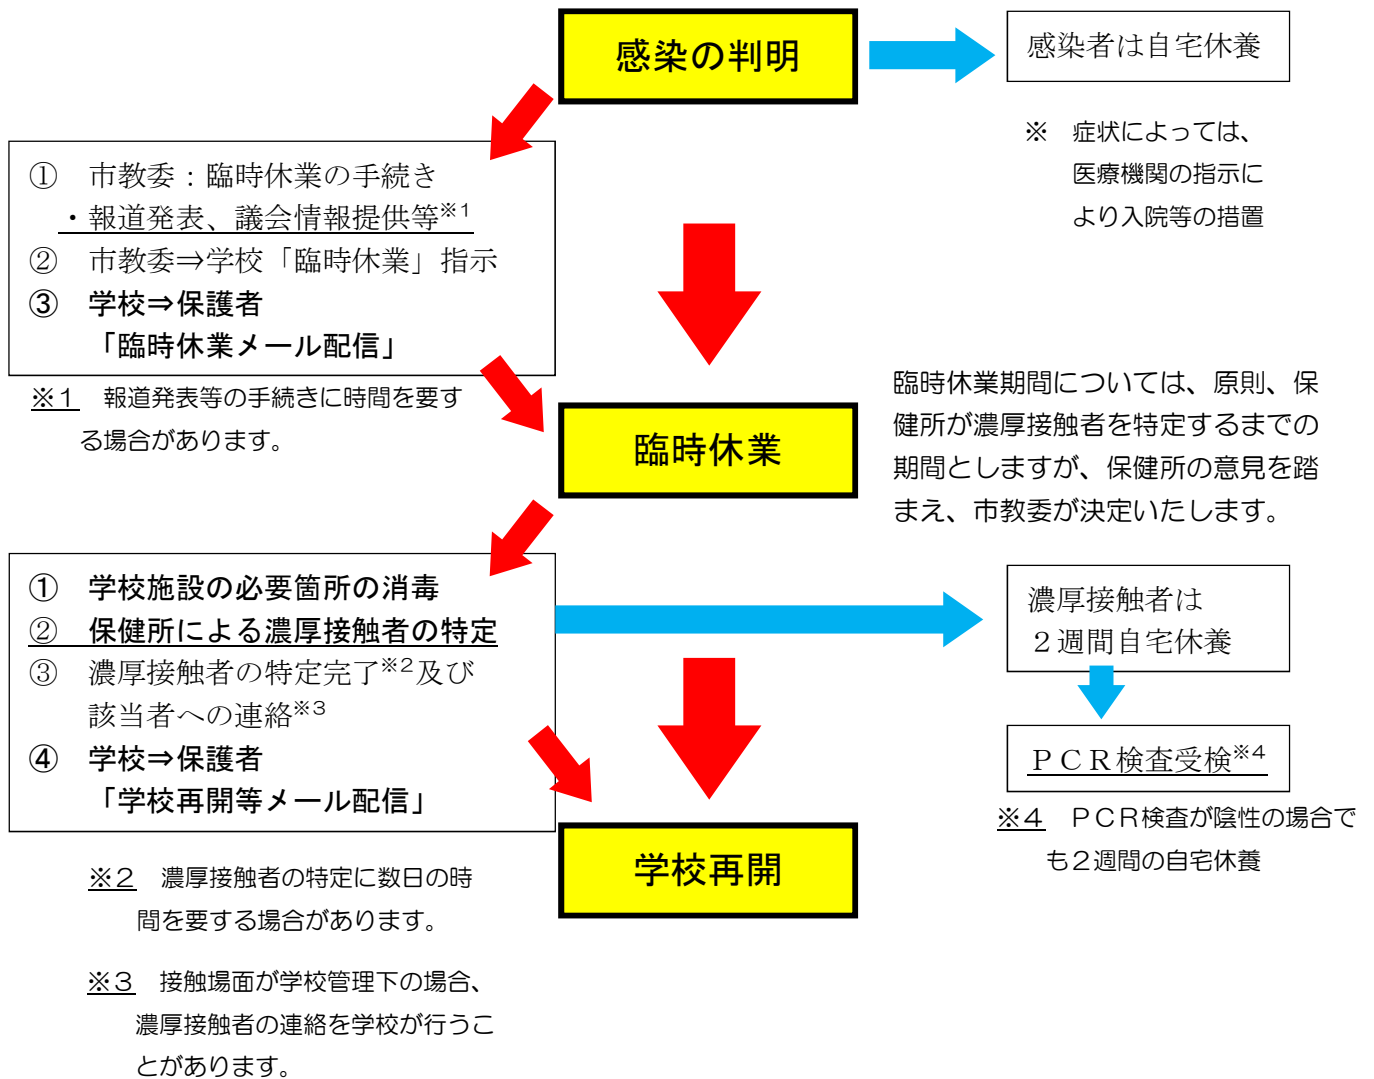 感染の判明
感染者は自宅休養
※　症状によっては、
医療機関の指示に
より入院等の措置
①　市教委：臨時休業の手続き
・報道発表、議会情報提供等※1
②　市教委⇒学校「臨時休業」指示
③　学校⇒保護者
「臨時休業メール配信」
※１　報道発表等の手続きに時間を要す
る場合があります。
臨時休業
臨時休業期間については、原則、保
健所が濃厚接触者を特定するまでの
期間としますが、保健所の意見を踏
まえ、市教委が決定いたします。
①　学校施設の必要箇所の消毒
②　保健所による濃厚接触者の特定
③　濃厚接触者の特定完了※2及び
該当者への連絡※3
④　学校⇒保護者
「学校再開等メール配信」
濃厚接触者は
２週間自宅休養
ＰＣＲ検査受検※4
※４　ＰＣＲ検査が陰性の場合で
も２週間の自宅休養
学校再開
※２　濃厚接触者の特定に数日の時
間を要する場合があります。
※３　接触場面が学校管理下の場合、
濃厚接触者の連絡を学校が行うこ
とがあります。